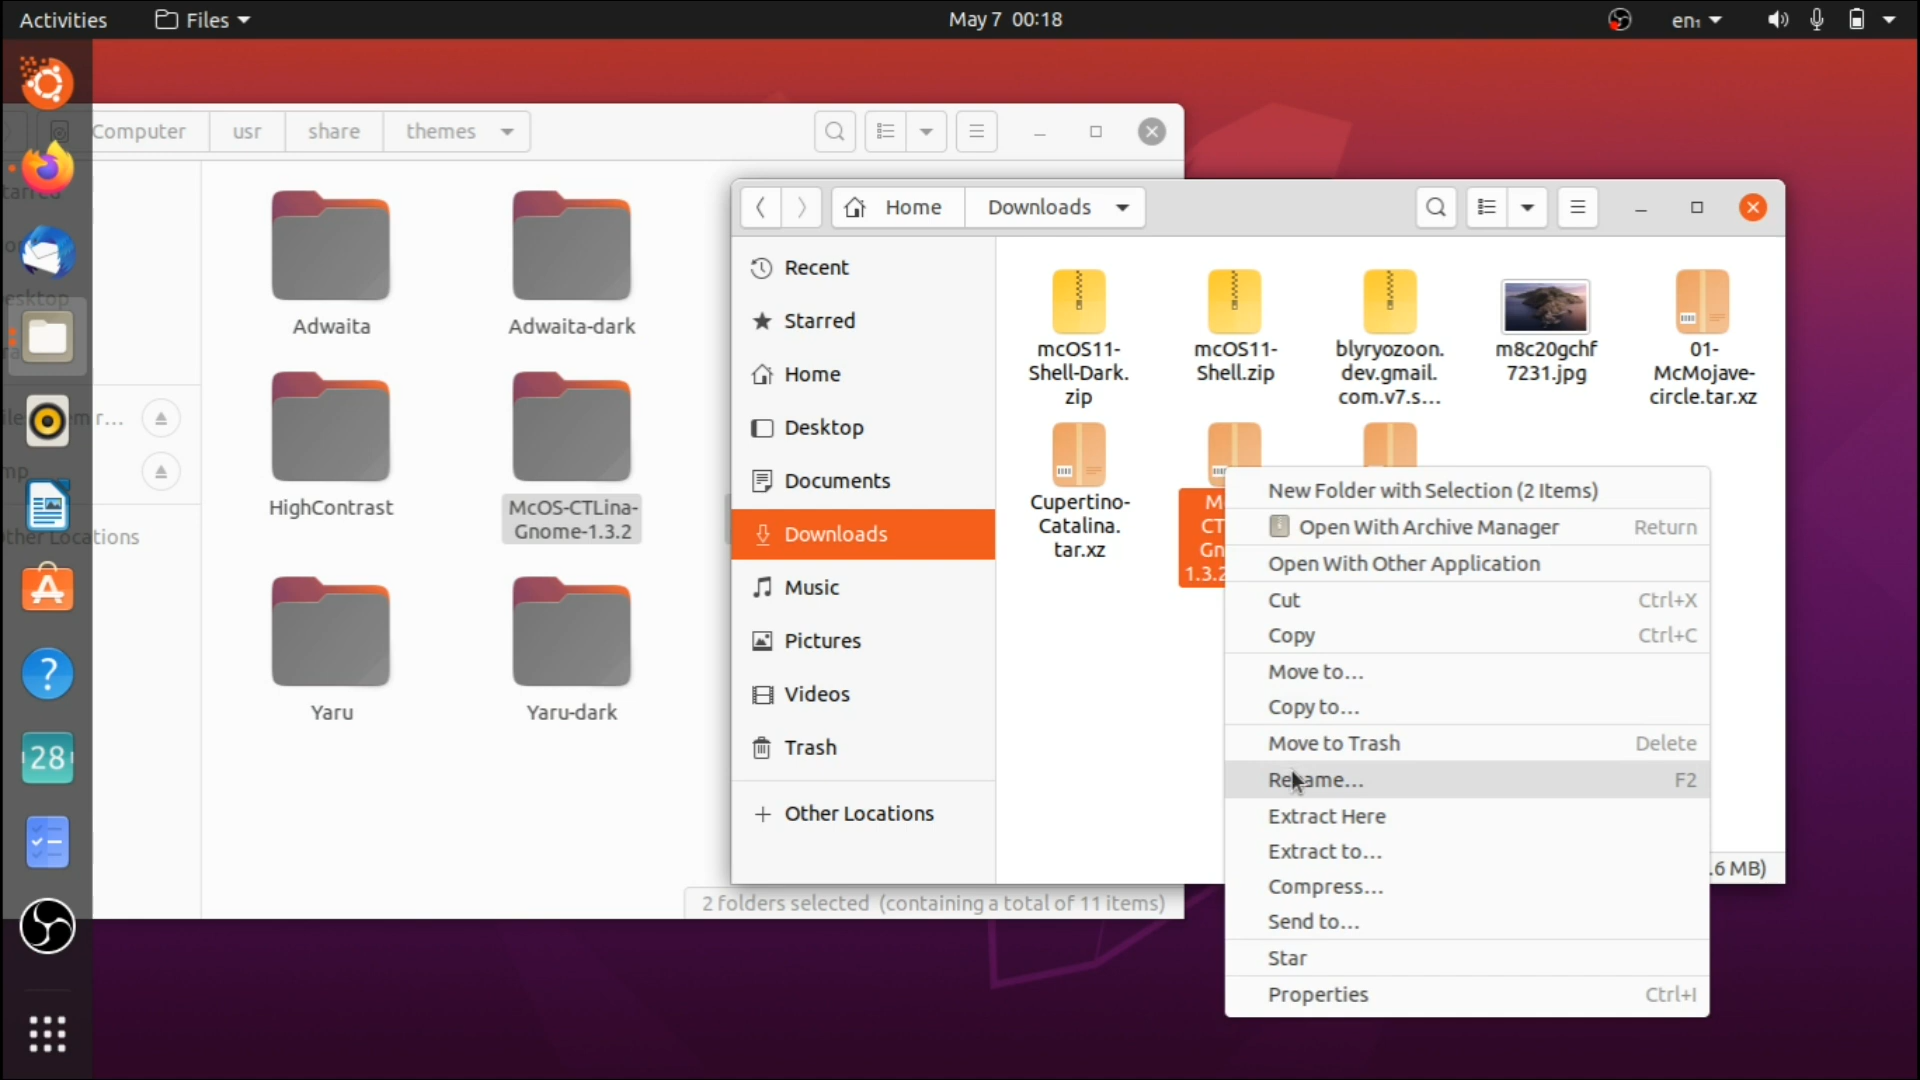 Activities
Files
May 7 00:18
en₁
Computer
usr
share
themes
Adwaita
Adwaita-dark
HighContrast
McOS-CTLina-
Gnome-1.3.2
Yaru
Yaru-dark
Other Locations
2 folders selected (containing a total of 11 items)
Home
Downloads
Recent
Starred
Home
Desktop
Documents
Downloads
Music
Pictures
Videos
Trash
Other Locations
mcOS11-
Shell-Dark.
zip
mcOS11-
Shell.zip
blyryozoon.
dev.gmail.
com.v7.s...
m8c20gchf
7231.jpg
01-
McMojave-
circle.tar.xz
Cupertino-
Catalina.
tar.xz
M
CT
Gn
1.3.2
New Folder with Selection (2 Items)
Open With Archive Manager Return
Open With Other Application
Cut Ctrl+X
Copy Ctrl+C
Move to...
Copy to...
Move to Trash Delete
Rename... F2
Extract Here
Extract to...
Compress...
Send to...
Star
Properties Ctrl+I
.6 MB)
28